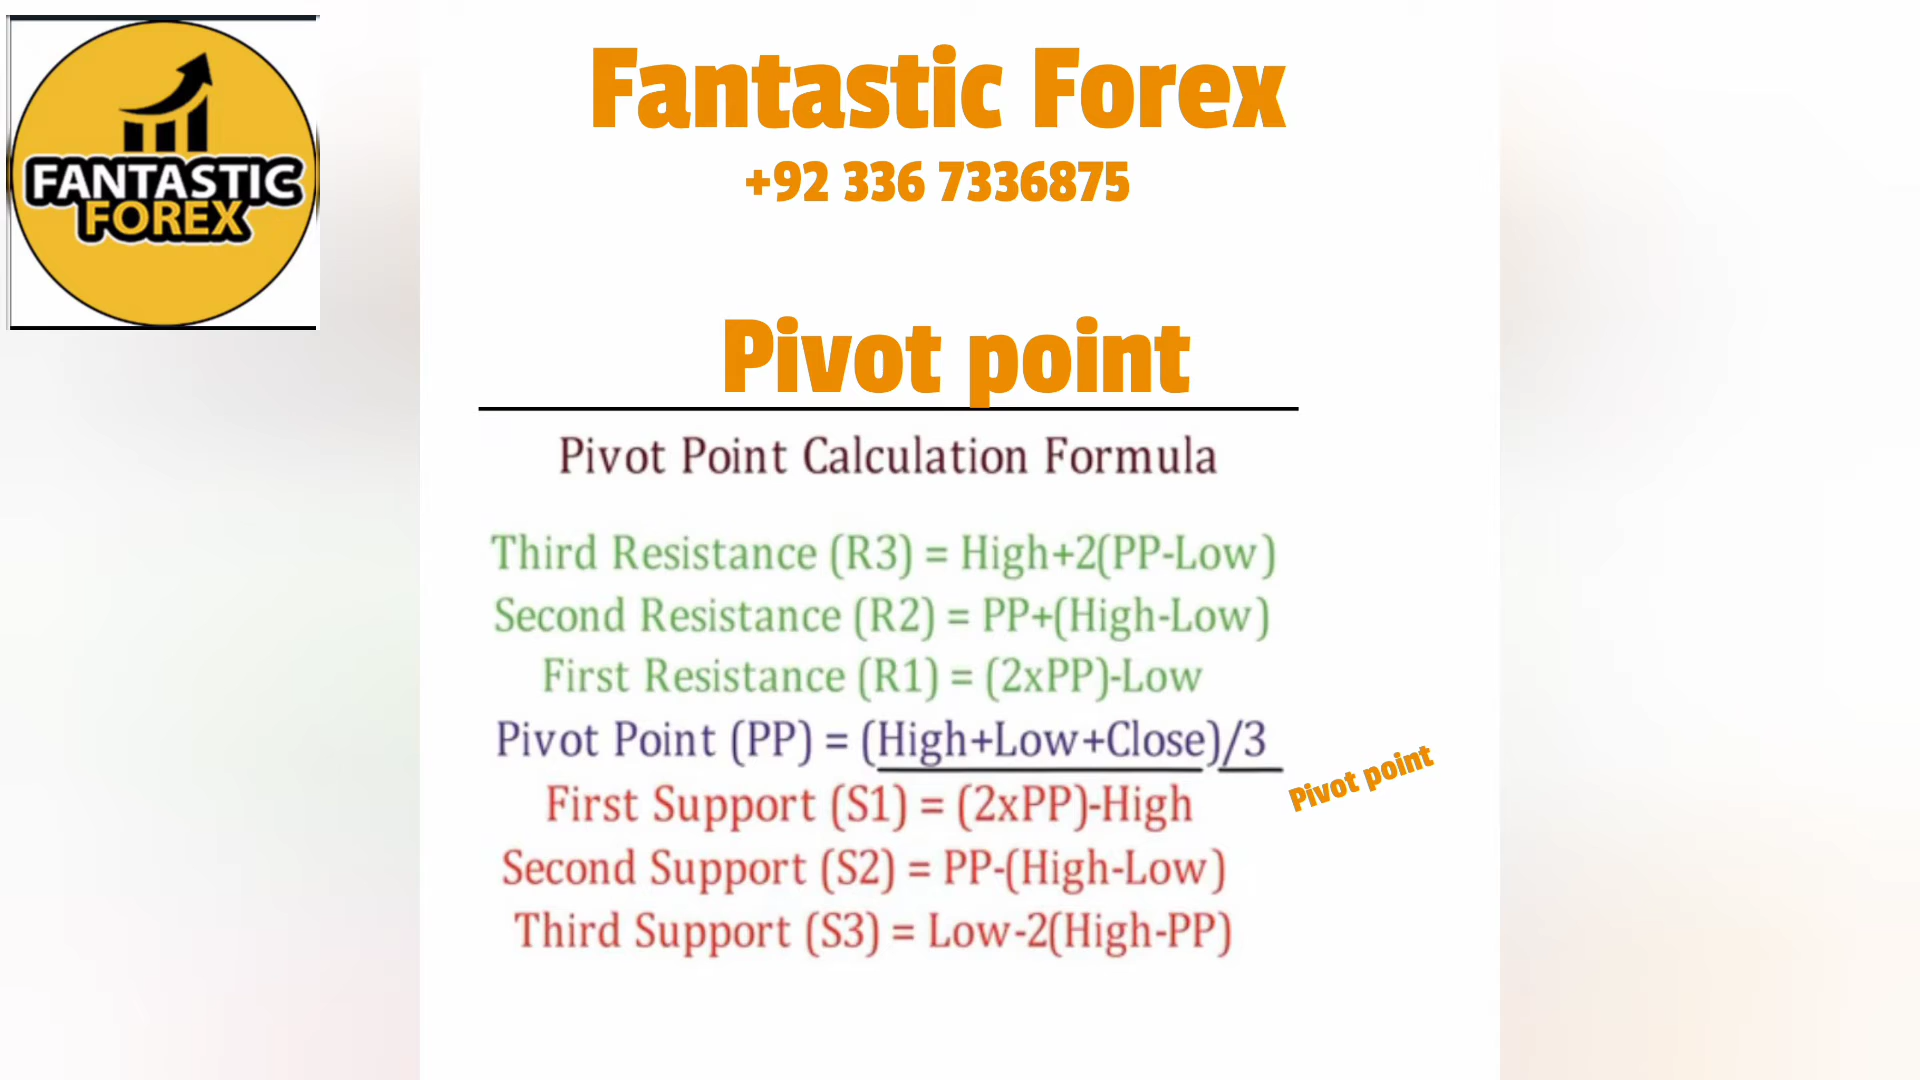 FANTASTIC
FOREX
Fantastic Forex
+92 336 7336875
Pivot point
Pivot Point Calculation Formula
Third Resistance (R3) = High+2(PP-Low)
Second Resistance (R2) = PP+(High-Low)
First Resistance (R1) = (2xPP)-Low
Pivot Point (PP) = (High+Low+Close)/3
Pivot point
First Support (S1) = (2xPP)-High
Second Support (S2) = PP-(High-Low)
Third Support (S3) = Low-2(High-PP)